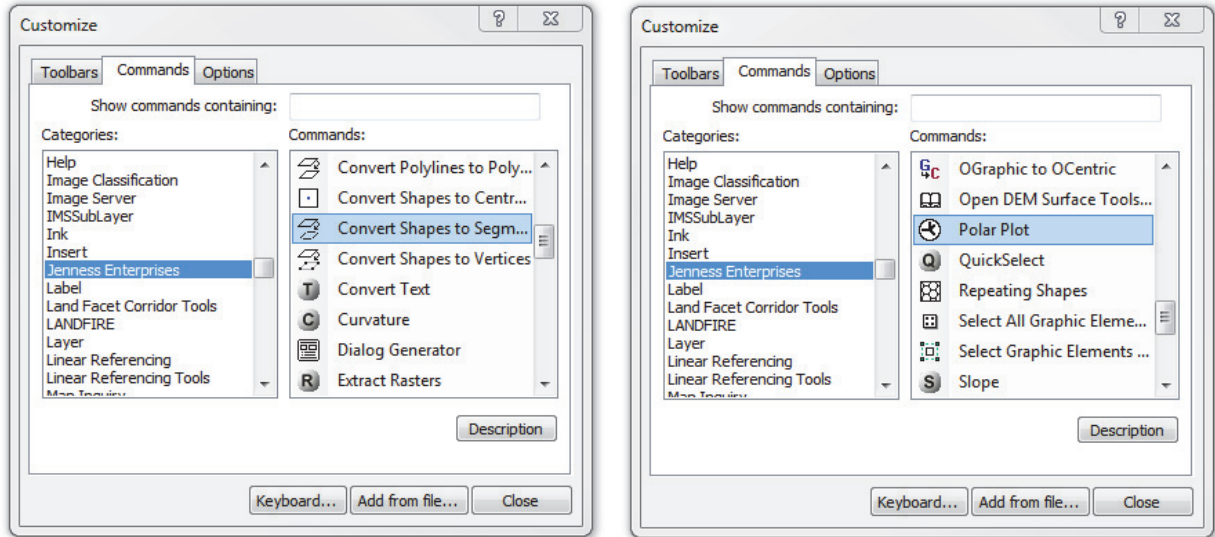 Customize
Toolbars Commands Options
Show commands containing:
Categories:
Help
Image Classification
Image Server
IMSSubLayer
Ink
Insert
Jenness Enterprises
Label
Land Facet Corridor Tools
LANDFIRE
Layer
Linear Referencing
Linear Referencing Tools
Map Inquiry
Commands:
Convert Polylines to Poly...
Convert Shapes to Centr...
Convert Shapes to Segm...
Convert Shapes to Vertices
T Convert Text
C Curvature
Dialog Generator
R Extract Rasters
Description
Keyboard... Add from file... Close
Customize
Toolbars Commands Options
Show commands containing:
Categories:
Help
Image Classification
Image Server
IMSSubLayer
Ink
Insert
Jenness Enterprises
Label
Land Facet Corridor Tools
LANDFIRE
Layer
Linear Referencing
Linear Referencing Tools
Map Inquiry
Commands:
G C OGraphic to OCentric
Open DEM Surface Tools...
Polar Plot
Q QuickSelect
Repeating Shapes
Select All Graphic Eleme...
Select Graphic Elements ...
S Slope
Description
Keyboard... Add from file... Close